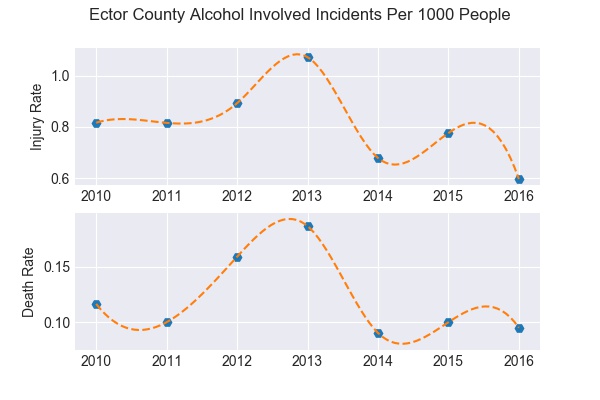 Ector County Alcohol Involved Incidents Per 1000 People
Injury Rate
1.0
0.8
0.6
2010 2011 2012 2013 2014 2015 2016
Death Rate
0.15
0.10
2010 2011 2012 2013 2014 2015 2016